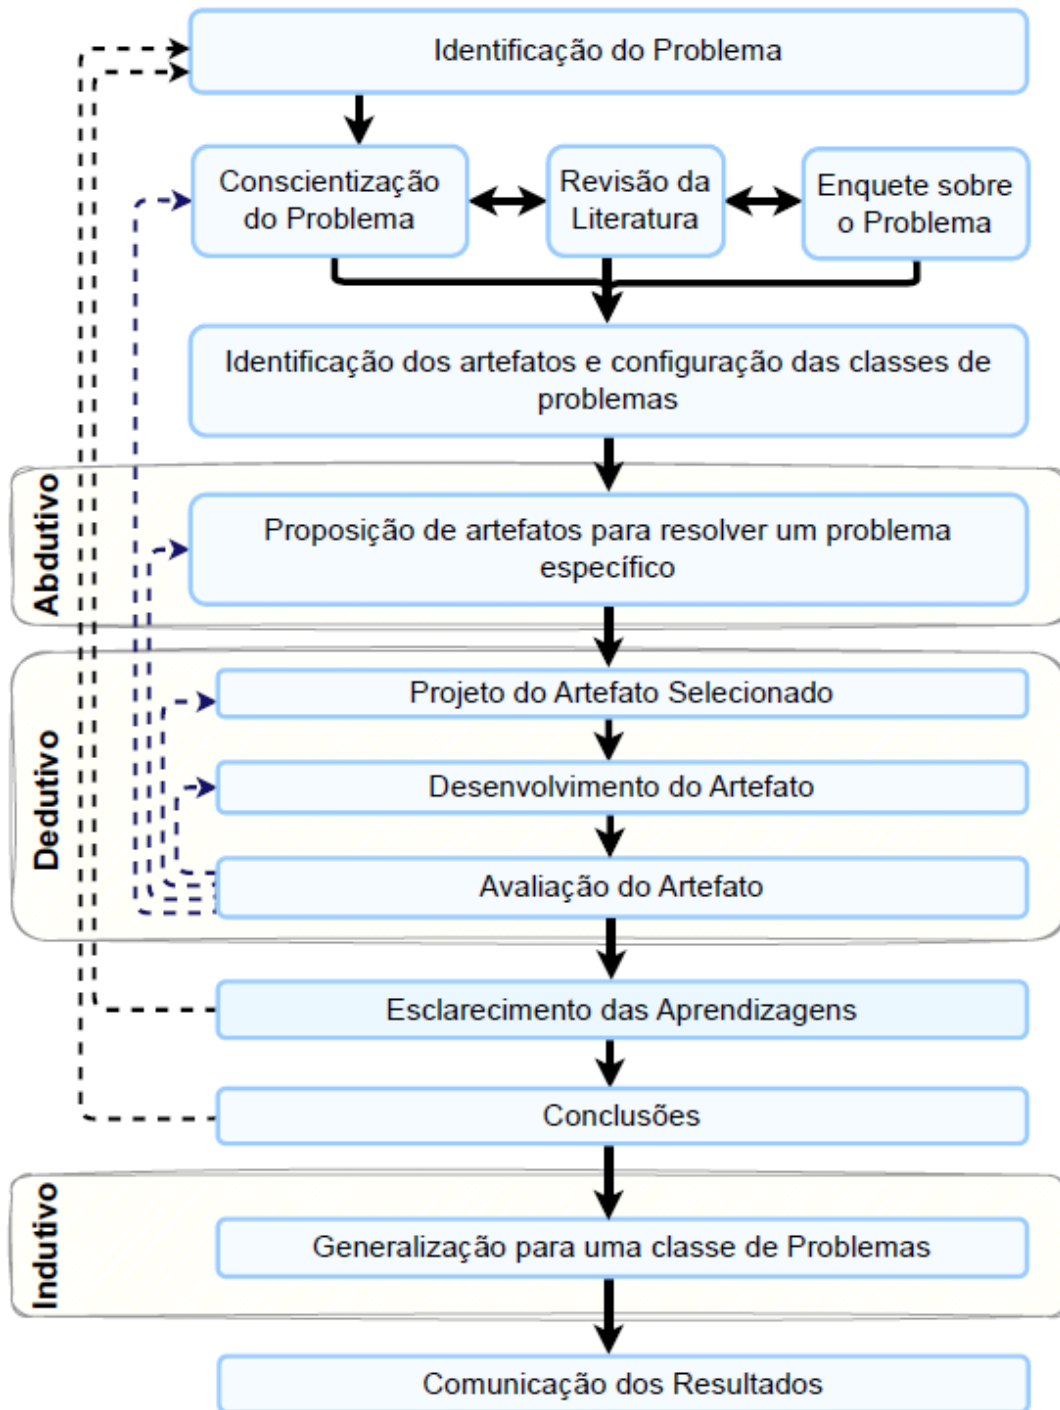 Identificação do Problema
Conscientização
do Problema
Revisão da
Literatura
Enquete sobre
o Problema
Identificação dos artefatos e configuração das classes de
problemas
Abdutivo
Proposição de artefatos para resolver um problema
específico
Dedutivo
Projeto do Artefato Selecionado
Desenvolvimento do Artefato
Avaliação do Artefato
Esclarecimento das Aprendizagens
Conclusões
Indutivo
Generalização para uma classe de Problemas
Comunicação dos Resultados